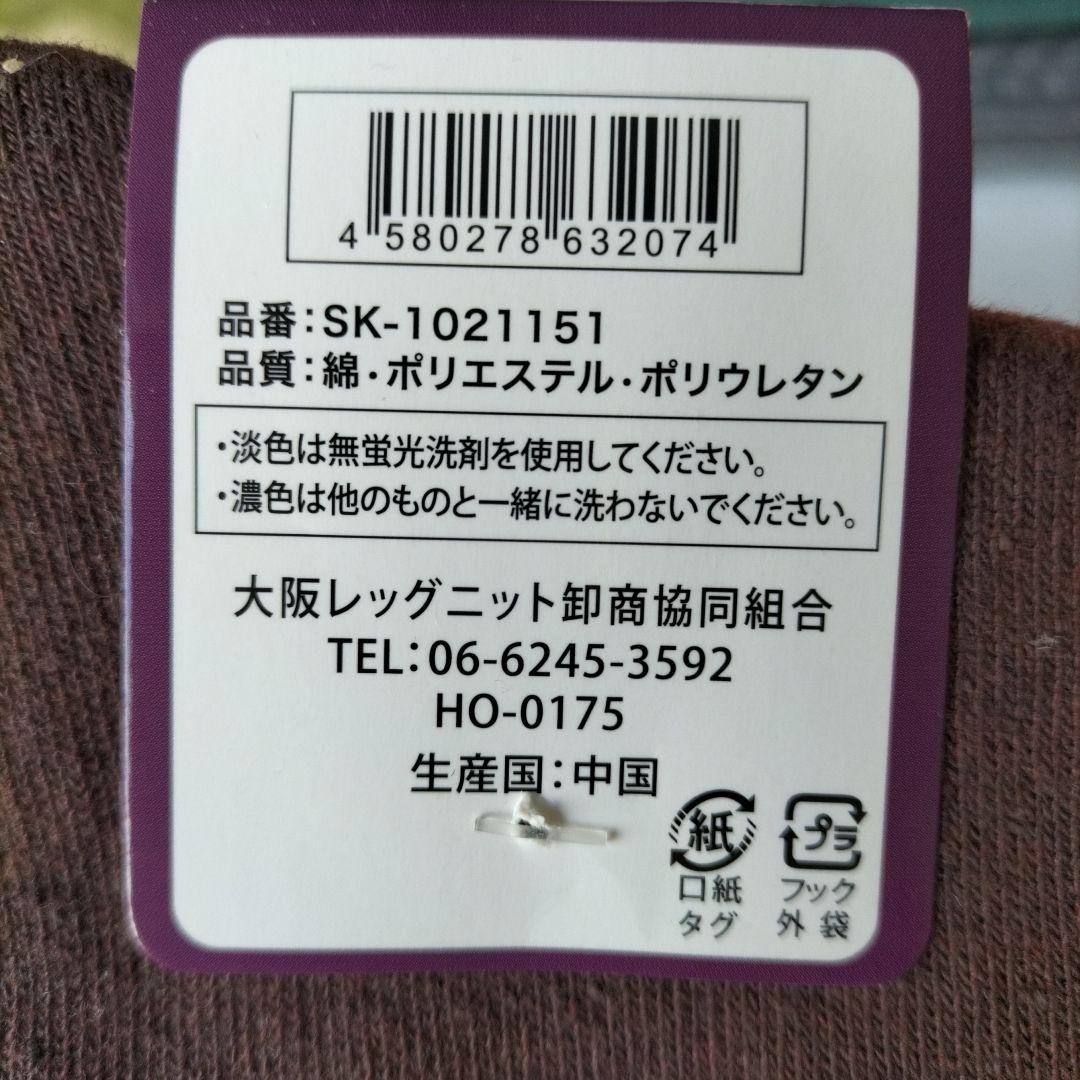 4 580278 632074
品番：SK-1021151
品質：綿・ポリエステル・ポリウレタン
・淡色は無蛍光洗剤を使用してください。
・濃色は他のものと一緒に洗わないでください。
大阪レッグニット卸商協同組合
TEL：06-6245-3592
HO-0175
生産国：中国
紙 プラ
口紙 フック
タグ 外袋